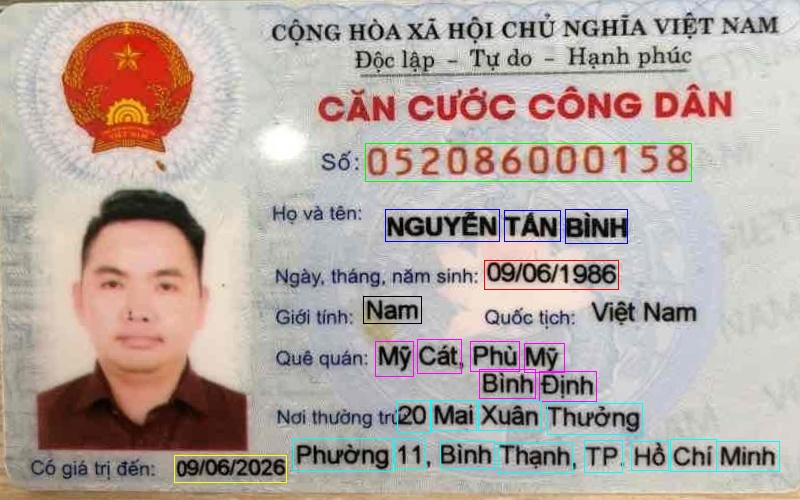 CỘNG HÒA XÃ HỘI CHỦ NGHĨA VIỆT NAM
Độc lập - Tự do - Hạnh phúc
CĂN CƯỚC CÔNG DÂN
Số: 052086000158
Họ và tên: NGUYỄN TẤN BÌNH
Ngày, tháng, năm sinh: 09/06/1986
Giới tính: Nam Quốc tịch: Việt Nam
Quê quán: Mỹ Cát, Phù Mỹ
Bình Định
Nơi thường trú: 20 Mai Xuân Thưởng
Phường 11, Bình Thạnh, TP. Hồ Chí Minh
Có giá trị đến: 09/06/2026